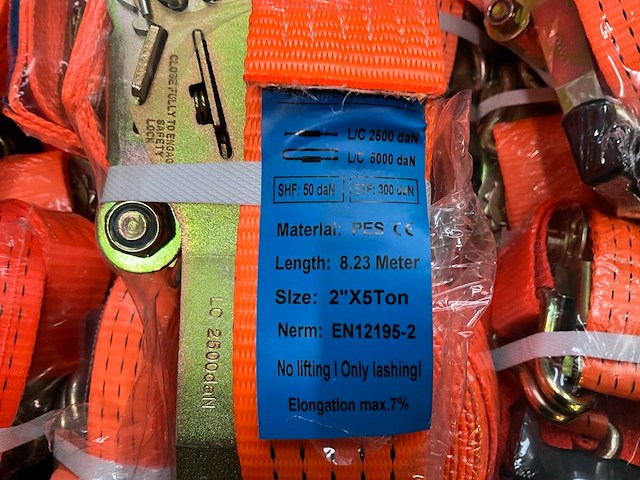 CLOSE FULLY TO ENGAG
SAFETY
LOCK
L/C 2500 daN
L/C 5000 daN
SHF: 50 daN STF: 300 daN
Material: PES CE
Length: 8.23 Meter
SIze: 2"X5Ton
Nerm: EN12195-2
No lifting ! Only lashing!
Elongation max.7%
LC 2500daN